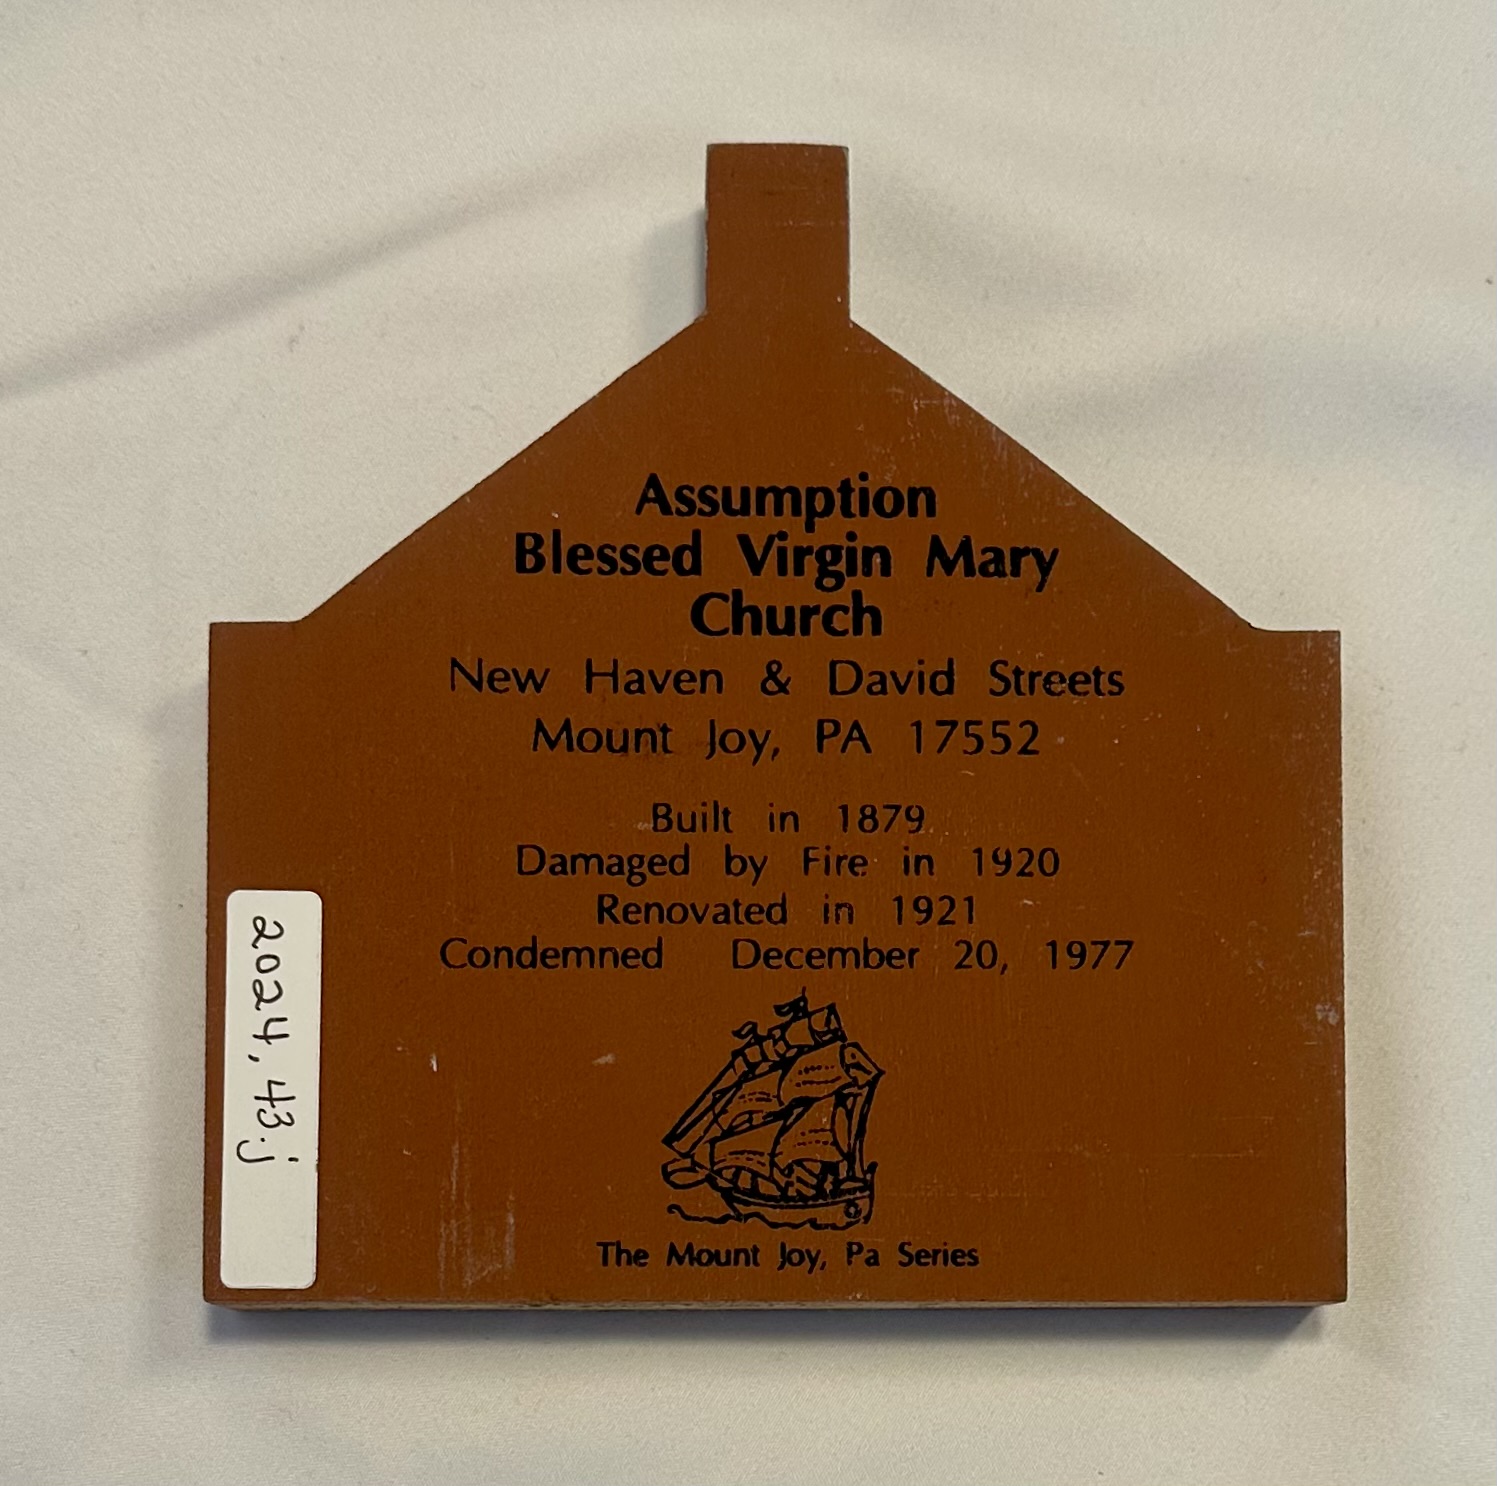 Assumption
Blessed Virgin Mary
Church
New Haven & David Streets
Mount Joy, PA 17552
Built in 1879
Damaged by Fire in 1920
Renovated in 1921
Condemned December 20, 1977
The Mount Joy, Pa Series
2024.43.j